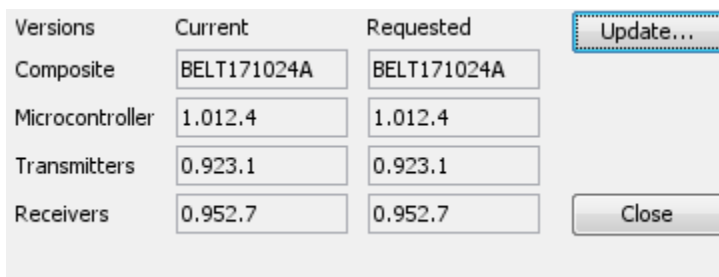 Versions Current Requested Update...
Composite BELT171024A BELT171024A
Microcontroller 1.012.4 1.012.4
Transmitters 0.923.1 0.923.1
Receivers 0.952.7 0.952.7 Close